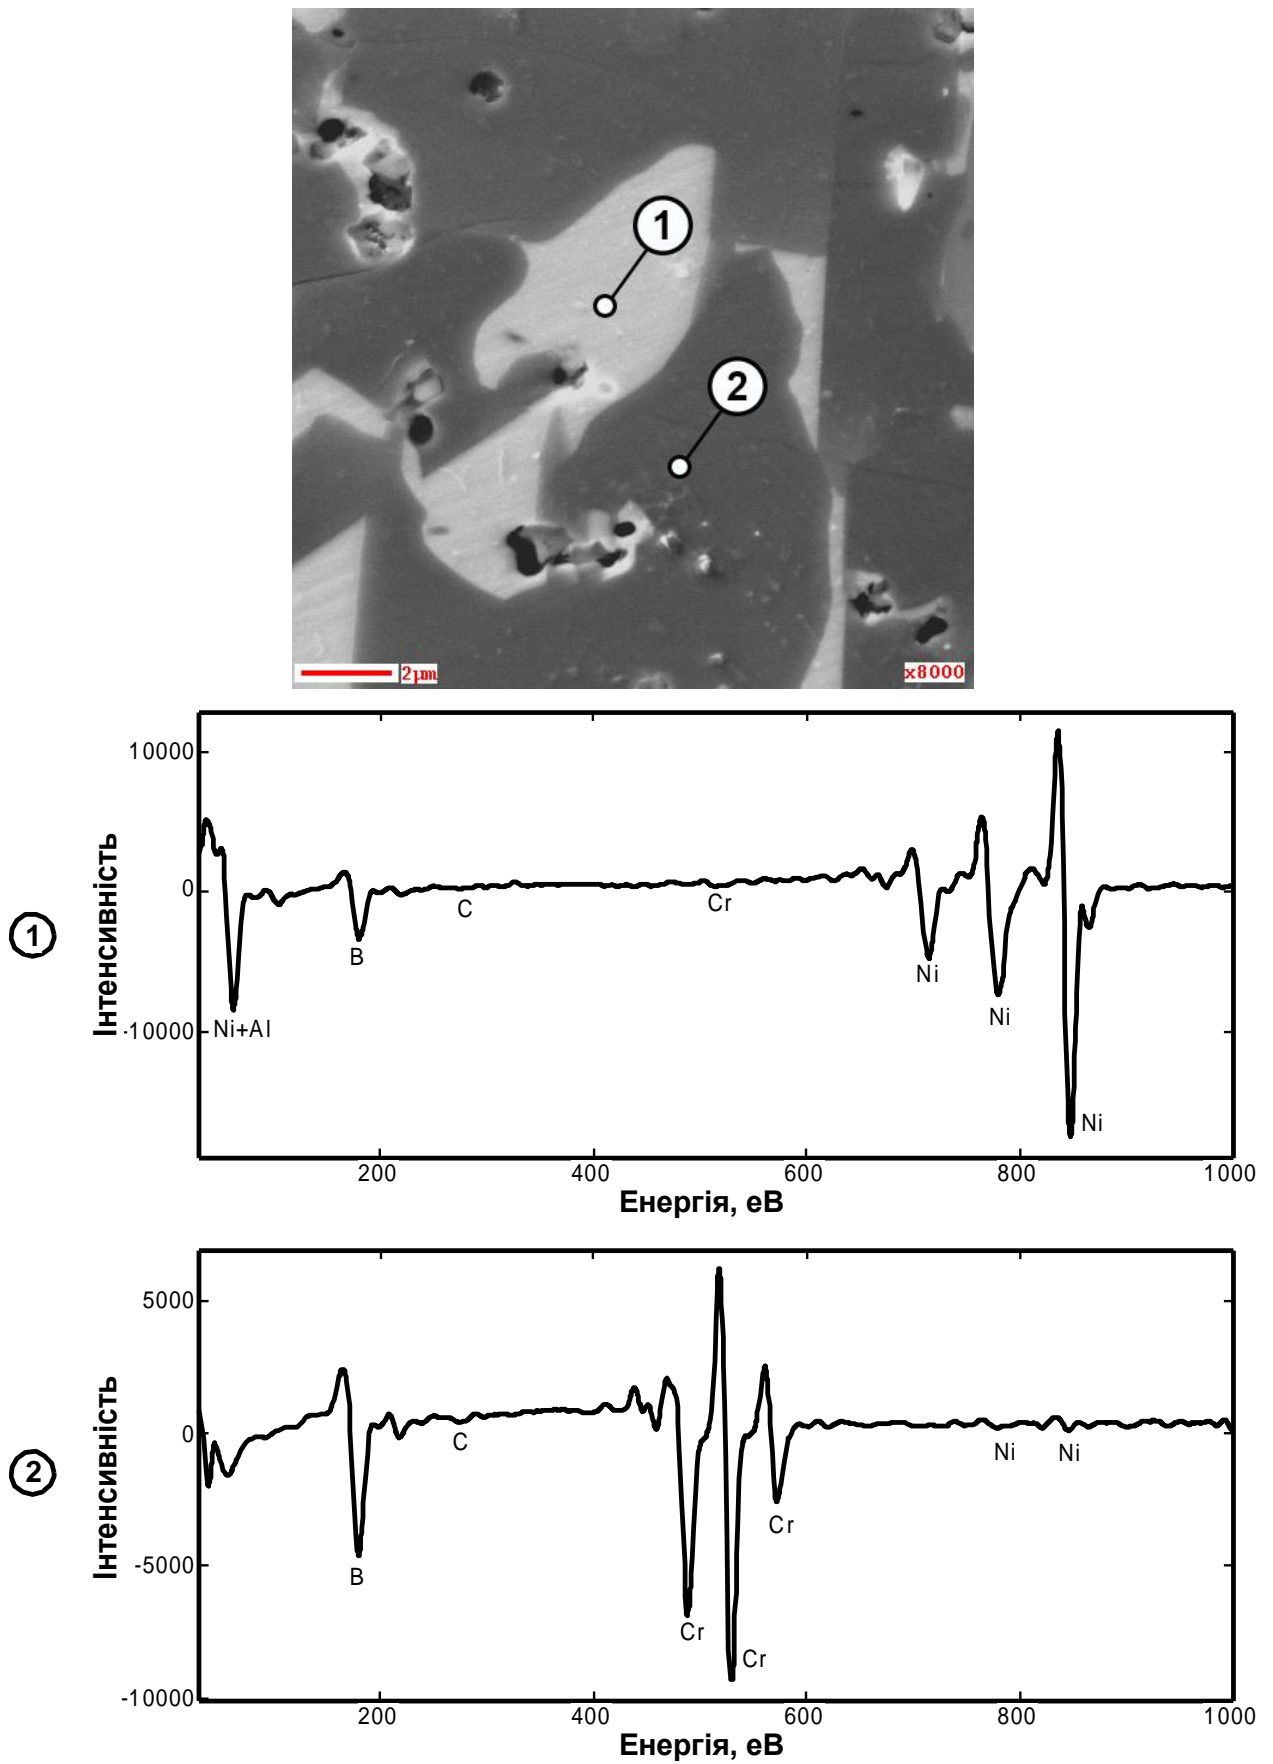 1
2
2µm
x8000
10000
0
-10000
Інтенсивність
1
Ni+Al
B
C
Cr
Ni
Ni
Ni
200
400
600
800
1000
Енергія, еВ
5000
0
-5000
-10000
Інтенсивність
2
B
C
Cr
Cr
Cr
Ni
Ni
200
400
600
800
1000
Енергія, еВ